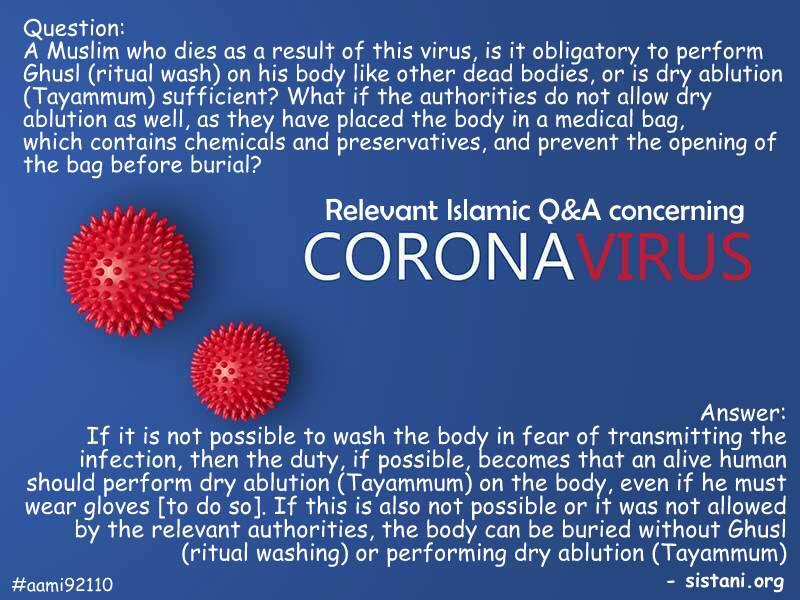 Question:
A Muslim who dies as a result of this virus, is it obligatory to perform
Ghusl (ritual wash) on his body like other dead bodies, or is dry ablution
(Tayammum) sufficient? What if the authorities do not allow dry
ablution as well, as they have placed the body in a medical bag,
which contains chemicals and preservatives, and prevent the opening of
the bag before burial?
Relevant Islamic Q&A concerning
CORONAVIRUS
Answer:
If it is not possible to wash the body in fear of transmitting the
infection, then the duty, if possible, becomes that an alive human
should perform dry ablution (Tayammum) on the body, even if he must
wear gloves [to do so]. If this is also not possible or it was not allowed
by the relevant authorities, the body can be buried without Ghusl
(ritual washing) or performing dry ablution (Tayammum)
- sistani.org
#aami92110